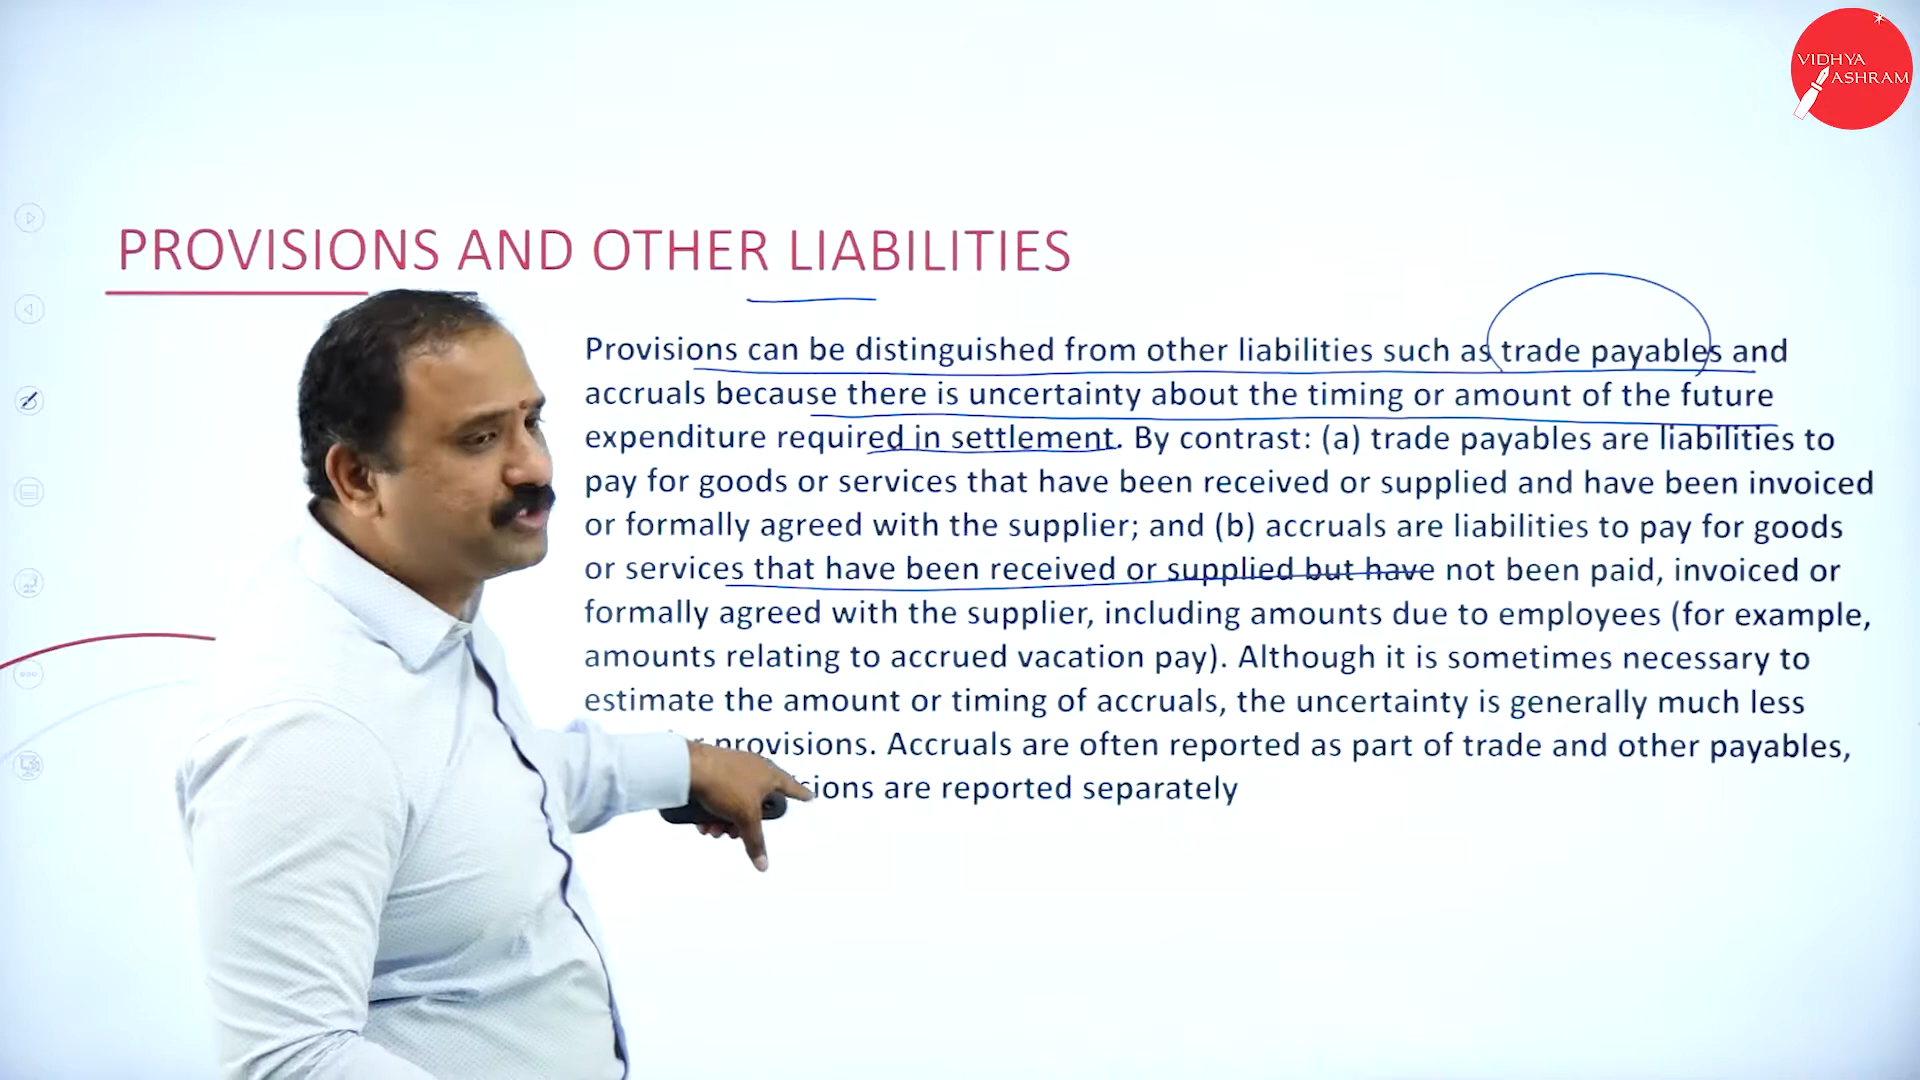 VIDHYA
ASHRAM
PROVISIONS AND OTHER LIABILITIES
Provisions can be distinguished from other liabilities such as trade payables and
accruals because there is uncertainty about the timing or amount of the future
expenditure required in settlement. By contrast: (a) trade payables are liabilities to
pay for goods or services that have been received or supplied and have been invoiced
or formally agreed with the supplier; and (b) accruals are liabilities to pay for goods
or services that have been received or supplied but have not been paid, invoiced or
formally agreed with the supplier, including amounts due to employees (for example,
amounts relating to accrued vacation pay). Although it is sometimes necessary to
estimate the amount or timing of accruals, the uncertainty is generally much less
provisions. Accruals are often reported as part of trade and other payables,
are reported separately